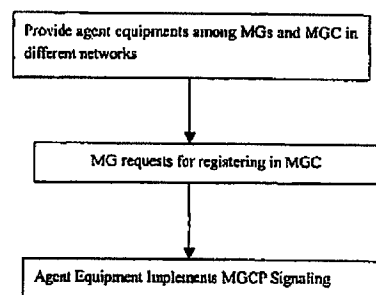 Provide agent equipments among MGs and MGC in
different networks
MG requests for registering in MGC
Agent Equipment Implements MGCP Signaling